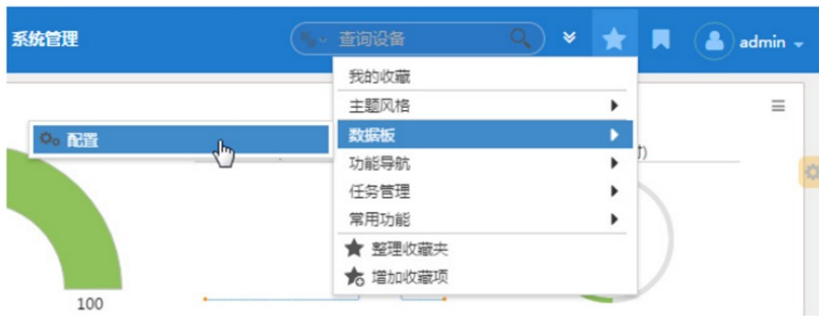 系统管理
查询设备
admin
我的收藏
主题风格
配置
数据板
功能导航
任务管理
常用功能
整理收藏夹
增加收藏项
100